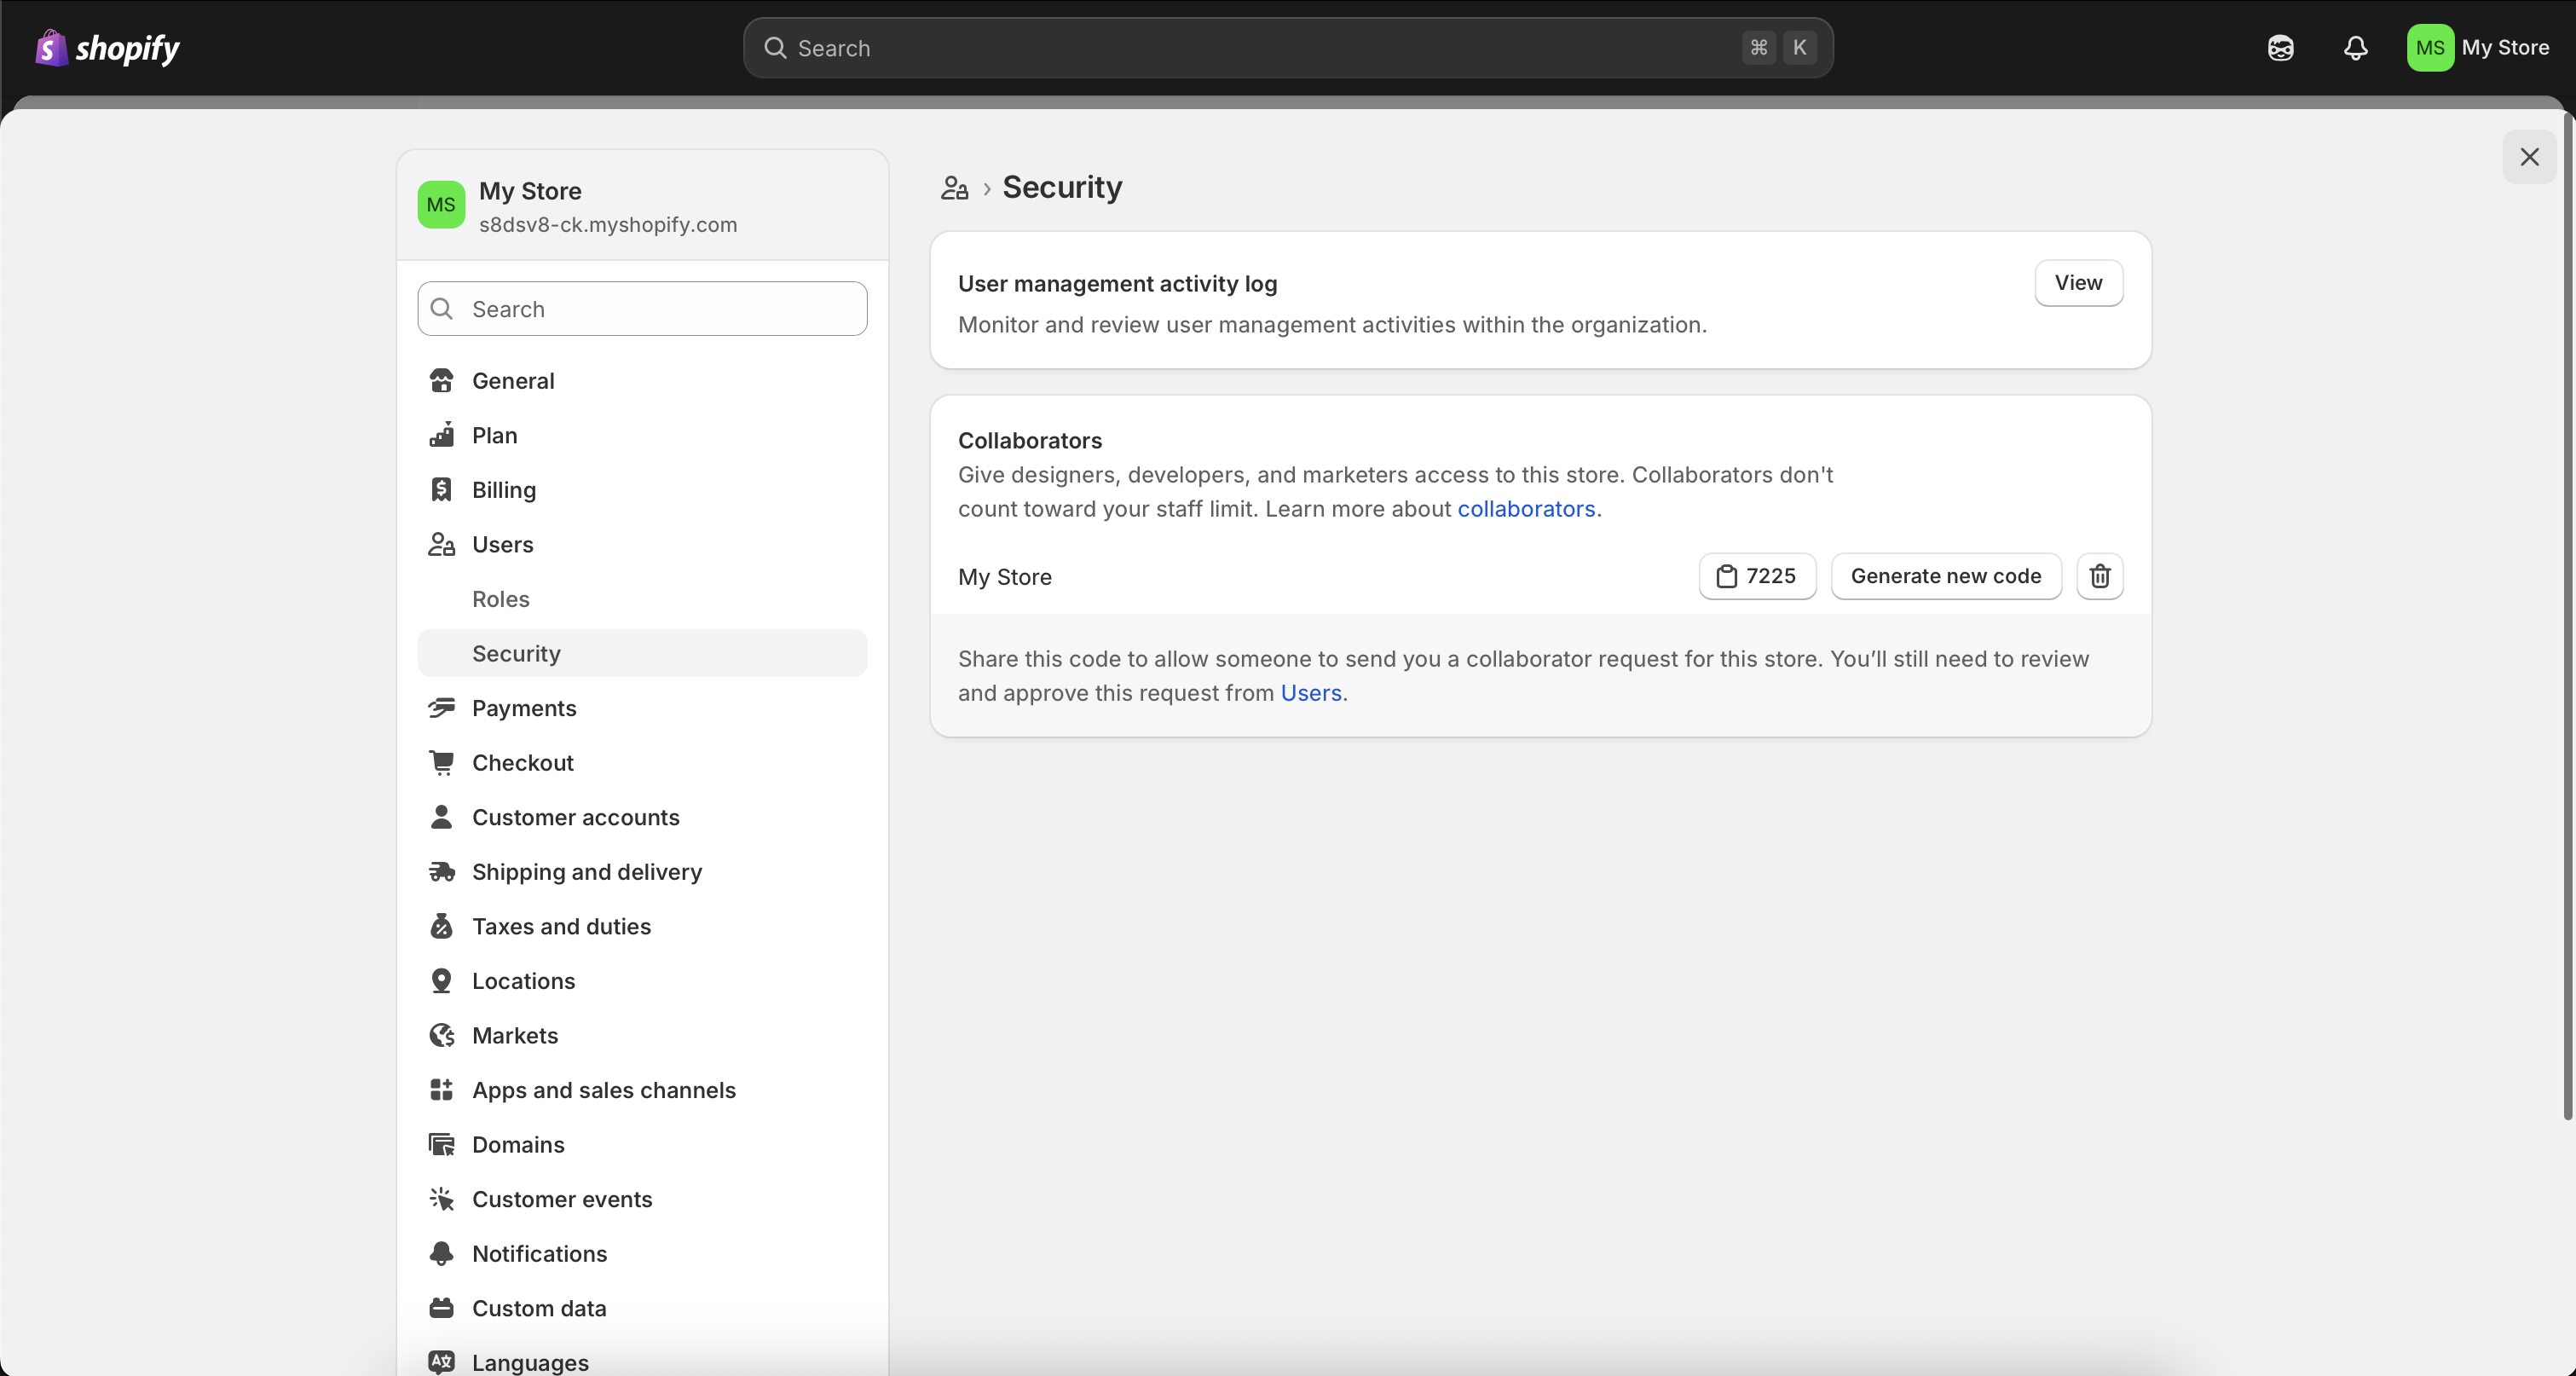 shopify
Search
⌘ K
MS
My Store
MS
My Store
s8dsv8-ck.myshopify.com
Search
General
Plan
Billing
Users
Roles
Security
Payments
Checkout
Customer accounts
Shipping and delivery
Taxes and duties
Locations
Markets
Apps and sales channels
Domains
Customer events
Notifications
Custom data
Languages
› Security
User management activity log
View
Monitor and review user management activities within the organization.
Collaborators
Give designers, developers, and marketers access to this store. Collaborators don't
count toward your staff limit. Learn more about collaborators.
My Store
7225
Generate new code
Share this code to allow someone to send you a collaborator request for this store. You’ll still need to review
and approve this request from Users.